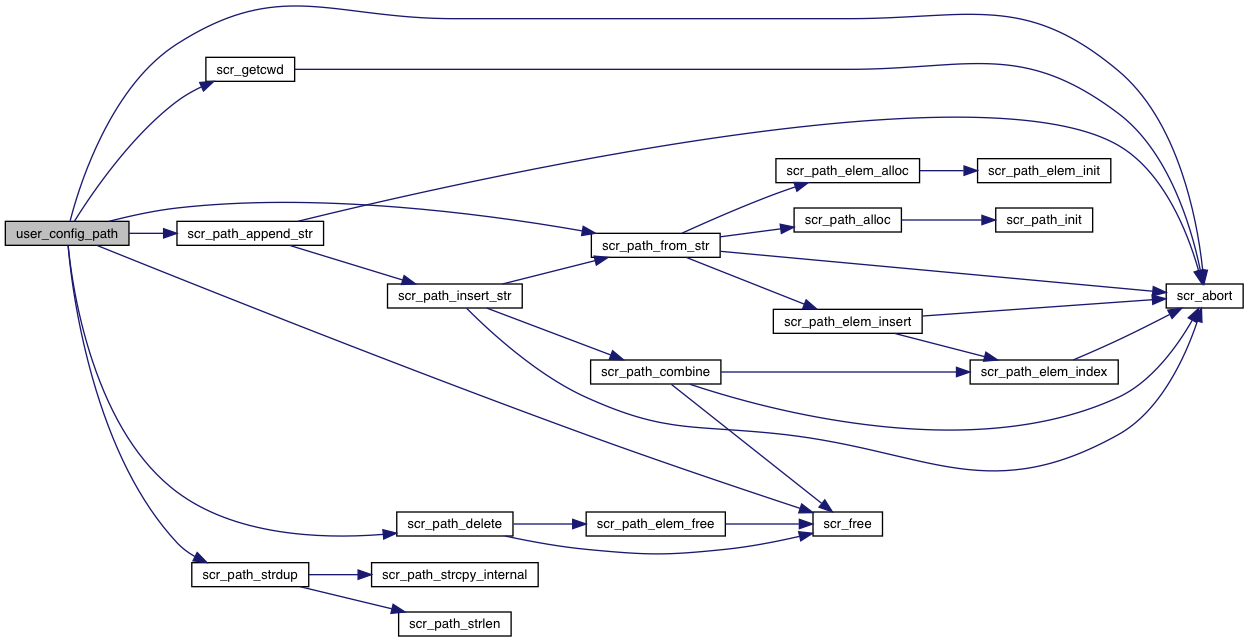 scr_getcwd
scr_path_elem_alloc
scr_path_elem_init
scr_path_alloc
scr_path_init
user_config_path
scr_path_append_str
scr_path_from_str
scr_path_insert_str
scr_abort
scr_path_elem_insert
scr_path_combine
scr_path_elem_index
scr_path_delete
scr_path_elem_free
scr_free
scr_path_strdup
scr_path_strcpy_internal
scr_path_strlen